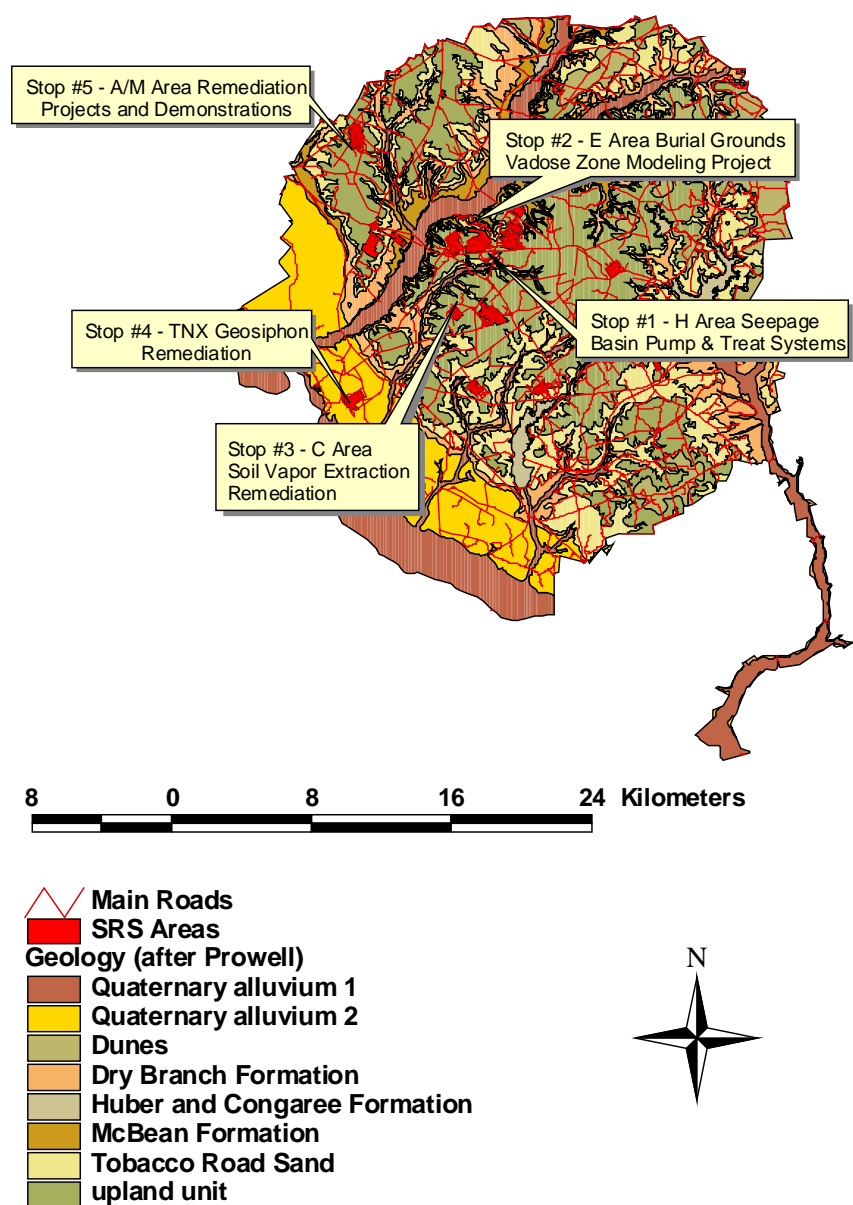 Stop #5 - A/M Area Remediation
Projects and Demonstrations
Stop #2 - E Area Burial Grounds
Vadose Zone Modeling Project
Stop #4 - TNX Geosiphon
Remediation
Stop #1 - H Area Seepage
Basin Pump & Treat Systems
Stop #3 - C Area
Soil Vapor Extraction
Remediation
8 0 8 16 24 Kilometers
Main Roads
SRS Areas
Geology (after Prowell)
Quaternary alluvium 1
Quaternary alluvium 2
Dunes
Dry Branch Formation
Huber and Congaree Formation
McBean Formation
Tobacco Road Sand
upland unit
N